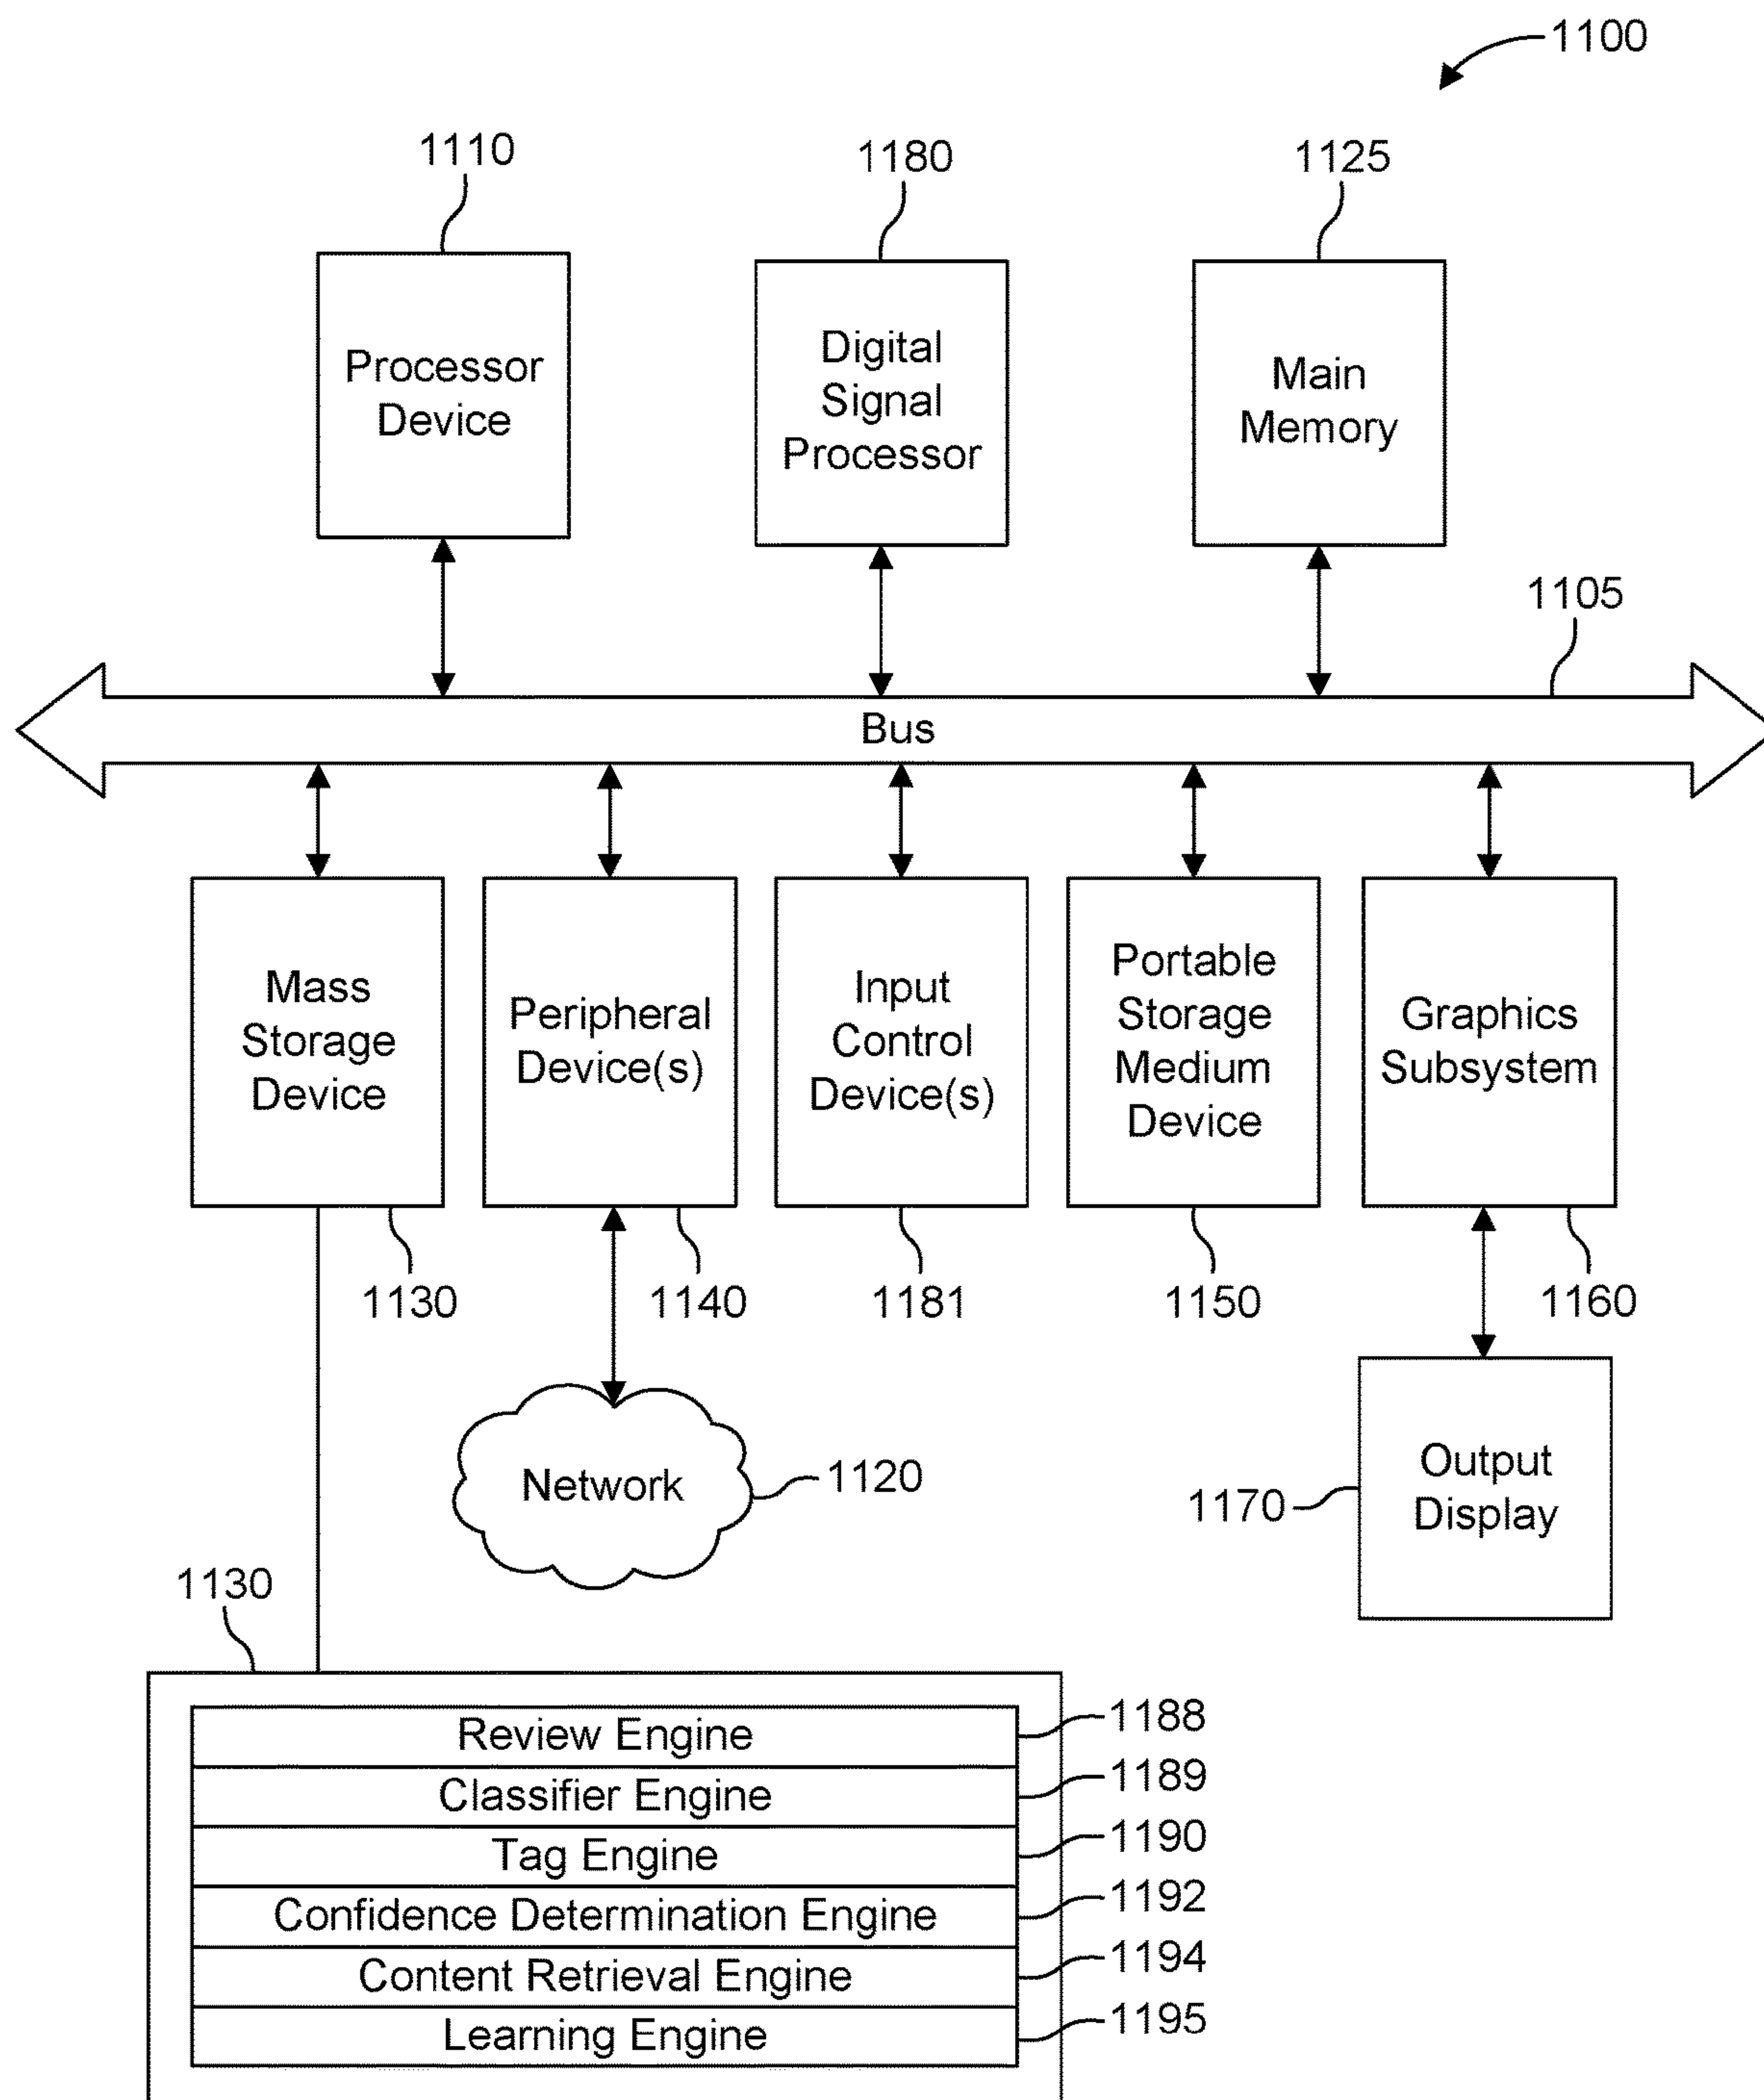 1100
1110
1180
1125
Processor
Device
Digital
Signal
Processor
Main
Memory
1105
Bus
Mass
Storage
Device
Peripheral
Device(s)
Input
Control
Device(s)
Portable
Storage
Medium
Device
Graphics
Subsystem
1130
1140
1181
1150
1160
Network
1120
1170
Output
Display
1130
Review Engine
1188
Classifier Engine
1189
Tag Engine
1190
Confidence Determination Engine
1192
Content Retrieval Engine
1194
Learning Engine
1195